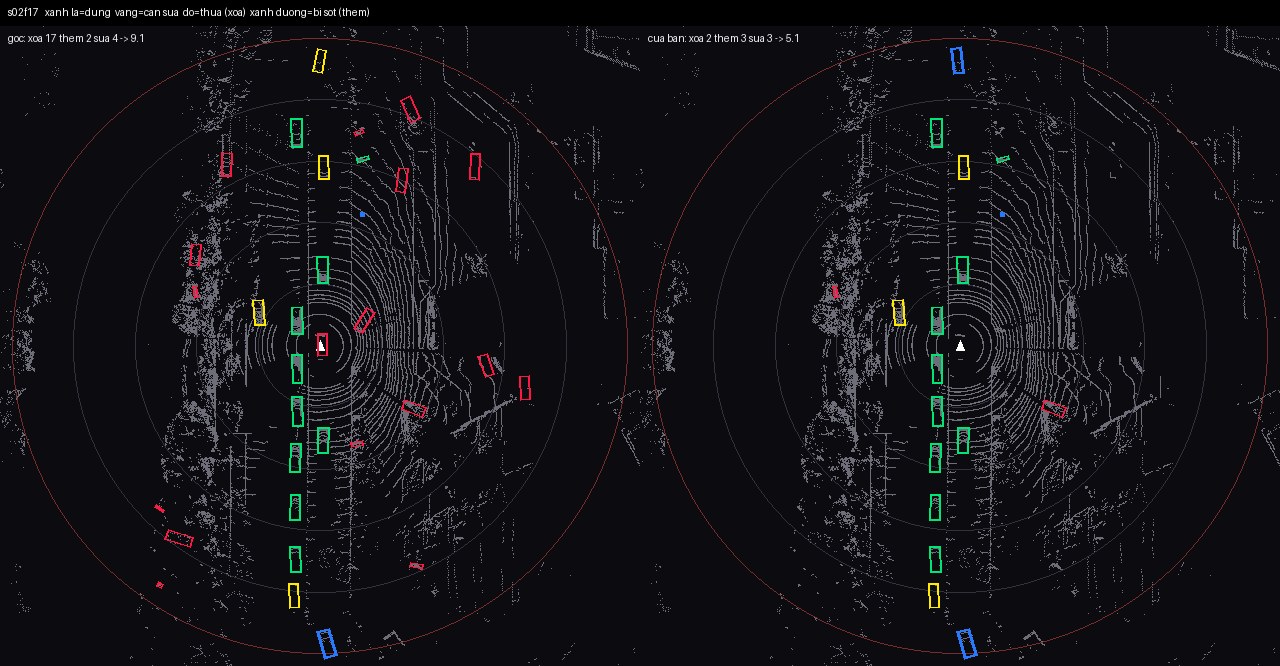 s02f17 xanh la=dung vang=can sua do=thua (xoa) xanh duong=bi sot (them)
goc: xoa 17 them 2 sua 4 -> 9.1
cua ban: xoa 2 them 3 sua 3 -> 5.1